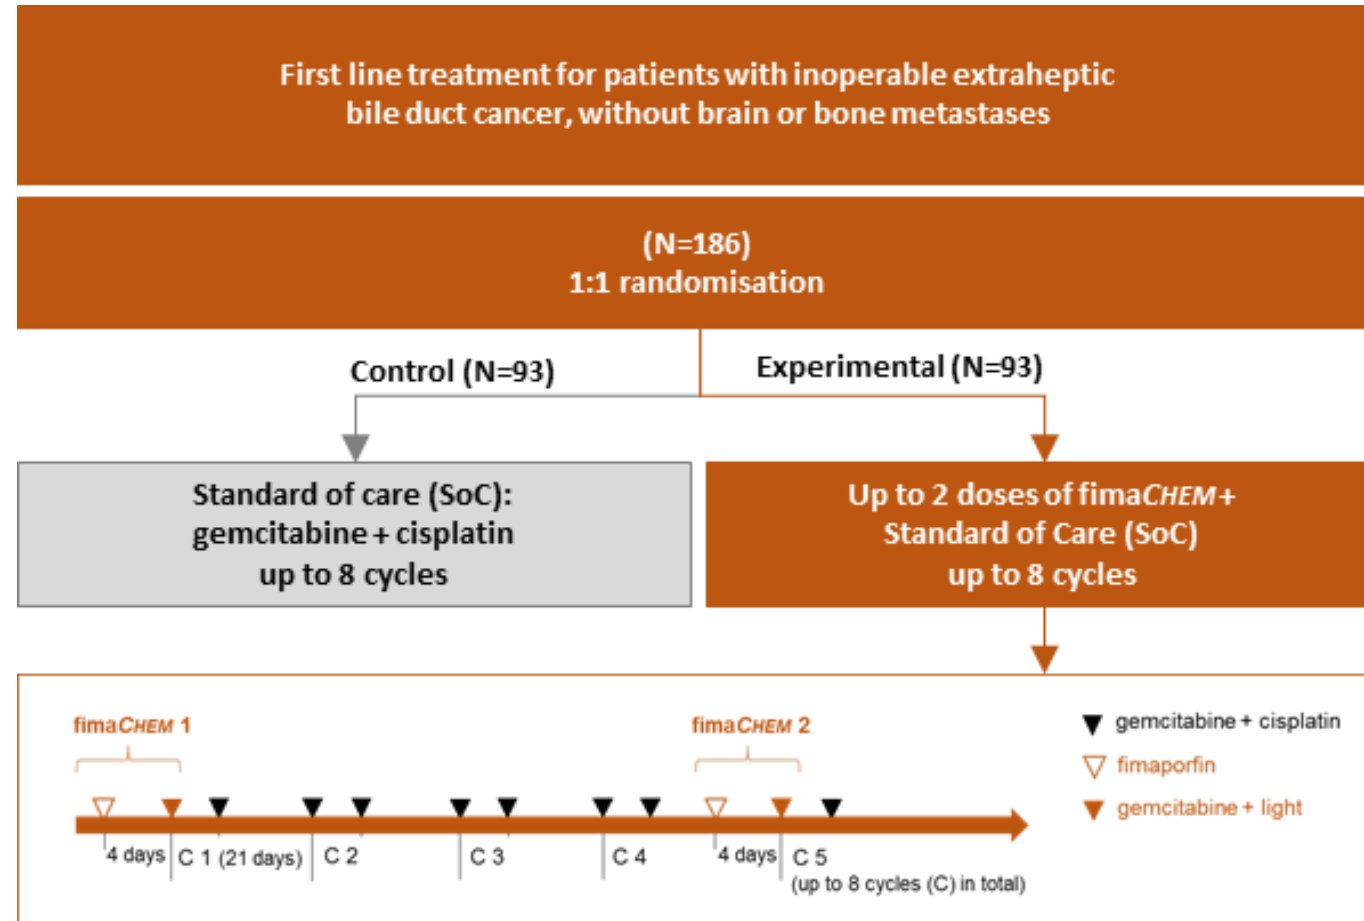 First line treatment for patients with inoperable extraheptic
bile duct cancer, without brain or bone metastases
(N=186)
1:1 randomisation
Control (N=93)
Experimental (N=93)
Standard of care (SoC):
gemcitabine + cisplatin
up to 8 cycles
Up to 2 doses of fimaCHEM +
Standard of Care (SoC)
up to 8 cycles
fimaCHEM 1
fimaCHEM 2
gemcitabine + cisplatin
fimaporfin
gemcitabine + light
4 days
C 1 (21 days)
C 2
C 3
C 4
4 days
C 5
(up to 8 cycles (C) in total)